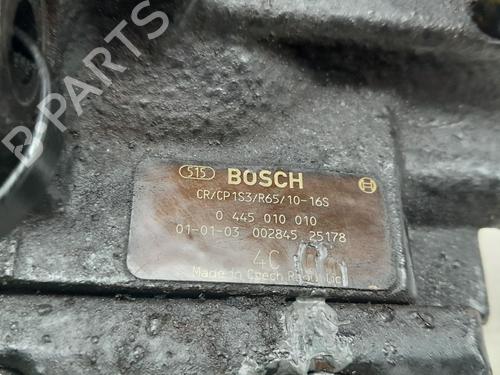 515 BOSCH
CR/CP1S3/R65/10-16S
0 445 010 010
01-01-03 002845 25178
4C
Made in Czech
B-PARTS